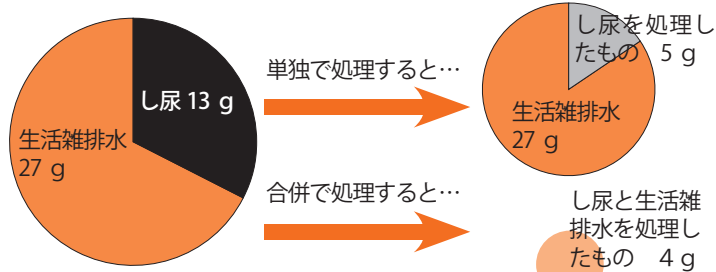 し尿 13 g
生活雑排水
27 g
単独で処理すると…
し尿を処理し
たもの 5 g
生活雑排水
27 g
合併で処理すると…
し尿と生活雑
排水を処理し
たもの 4 g